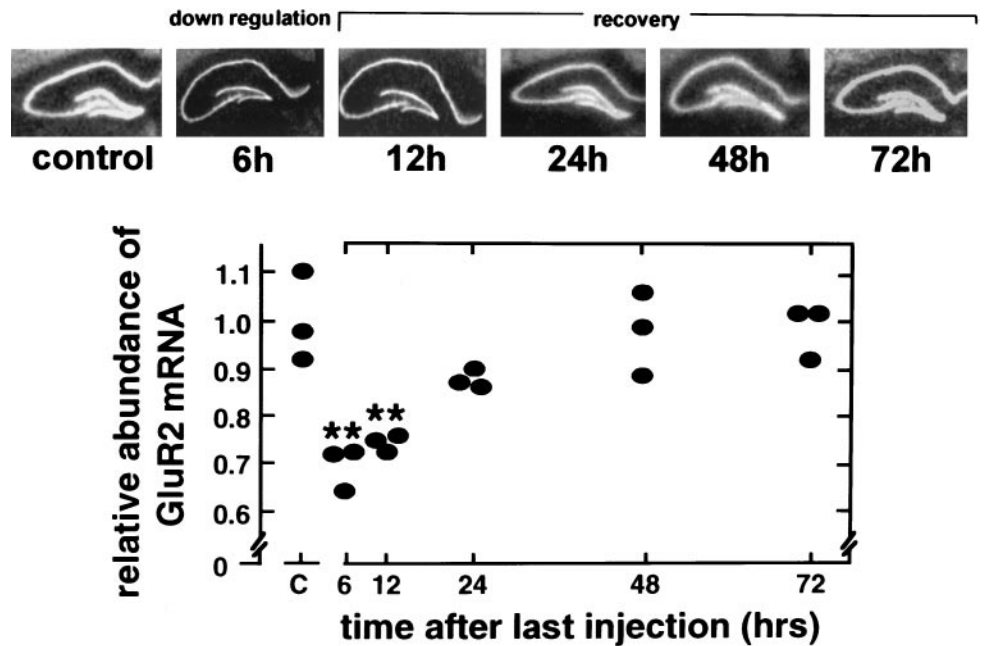 down regulation recovery
control 6h 12h 24h 48h 72h
relative abundance of
GluR2 mRNA
1.1
1.0
0.9
0.8
0.7
0.6
0
** **
C 6 12 24 48 72
time after last injection (hrs)